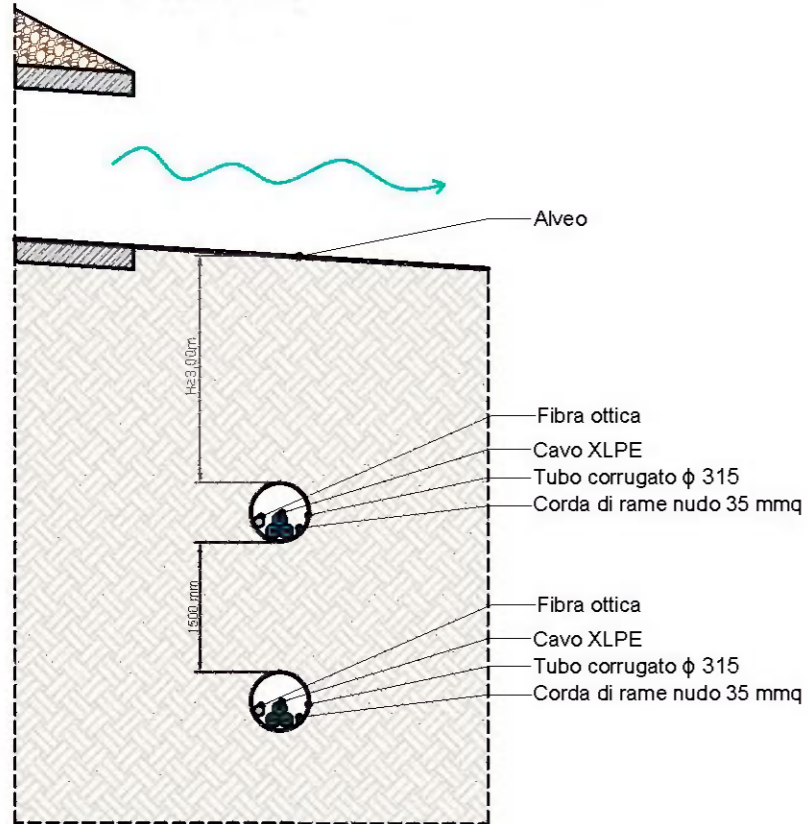 Alveo
H≥3,00m
Fibra ottica
Cavo XLPE
Tubo corrugato ϕ 315
Corda di rame nudo 35 mmq
1500 mm
Fibra ottica
Cavo XLPE
Tubo corrugato ϕ 315
Corda di rame nudo 35 mmq